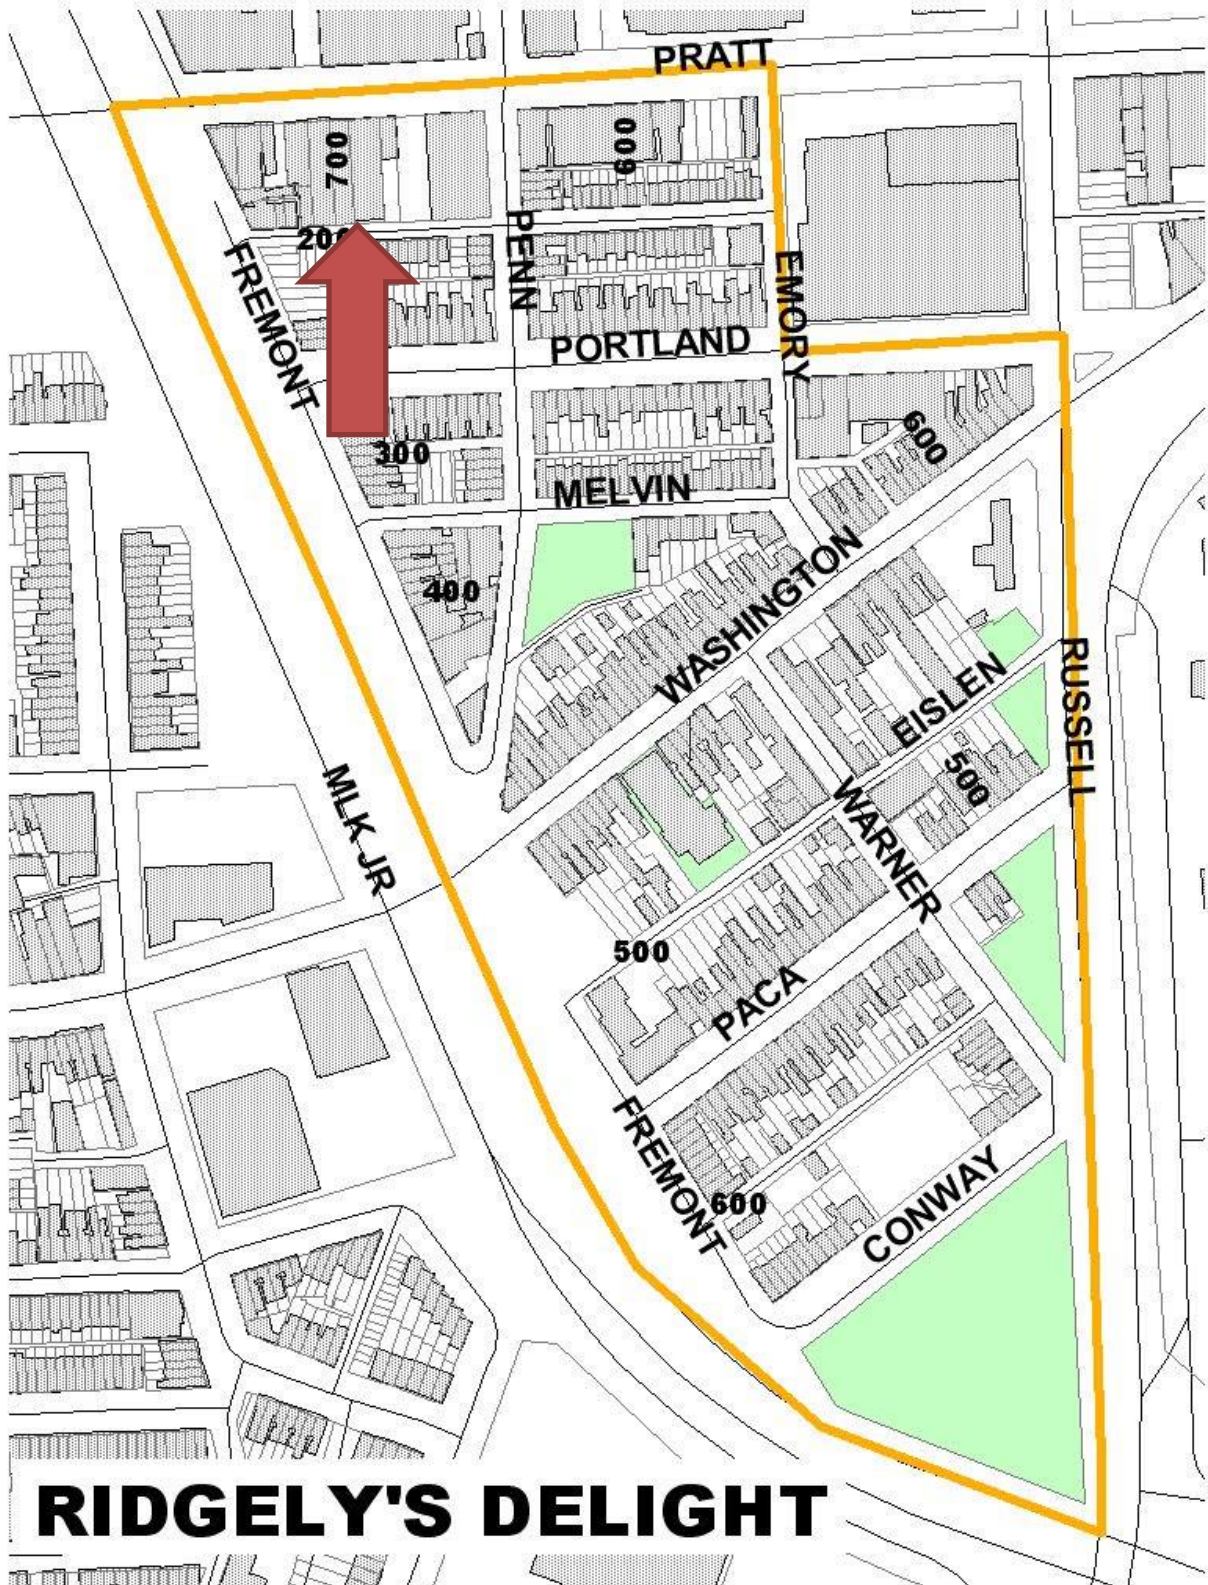 PRATT
700
600
PENN
200
FREMONT
EMORY
PORTLAND
600
300
MELVIN
WASHINGTON
400
RUSSELL
EISLEN
500
MLK JR
WARNER
500
PACA
FREMONT
600
CONWAY
RIDGELY'S DELIGHT